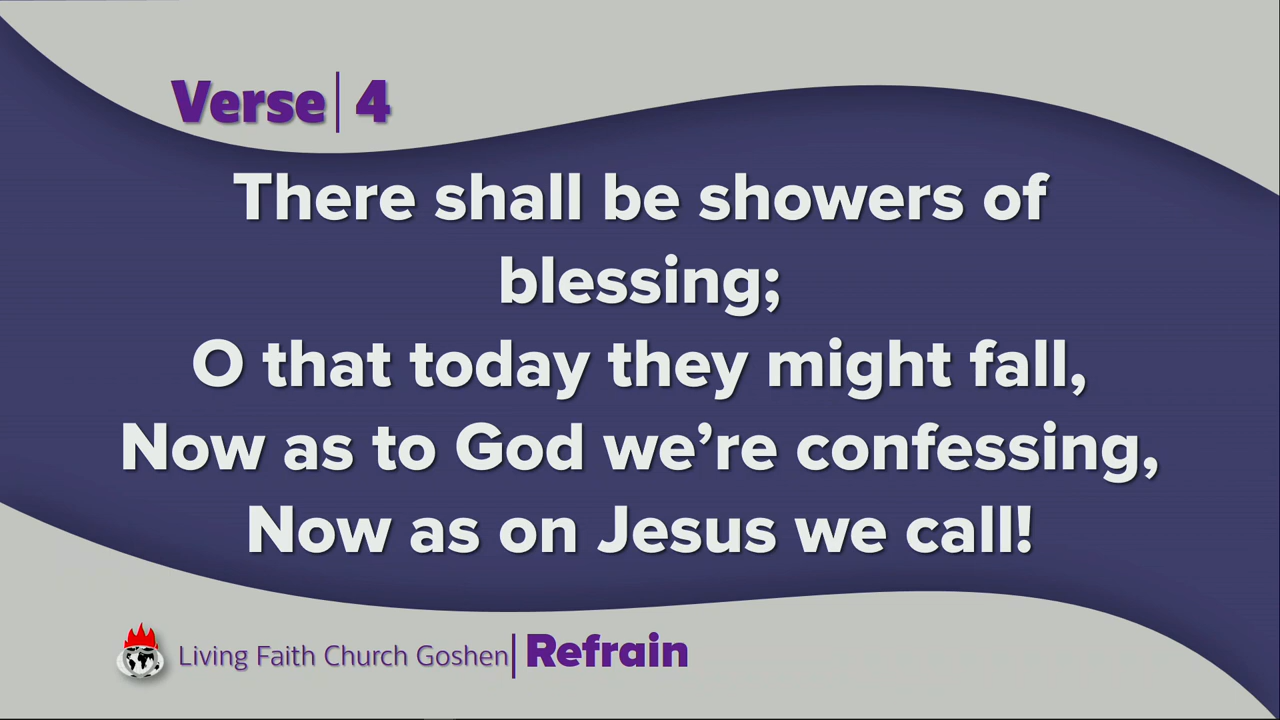 Verse | 4
There shall be showers of
blessing;
O that today they might fall,
Now as to God we’re confessing,
Now as on Jesus we call!
Living Faith Church Goshen | Refrain